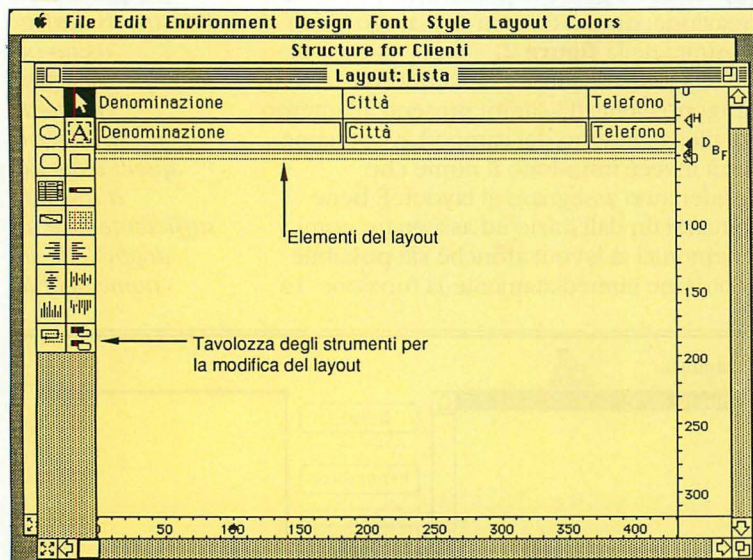 File Edit Environment Design Font Style Layout Colors
Structure for Clienti
Layout: Lista
Denominazione Città Telefono
Denominazione Città Telefono
H
D B F
Elementi del layout
Tavolozza degli strumenti per
la modifica del layout
100
150
200
250
300
50 100 150 200 250 300 350 400